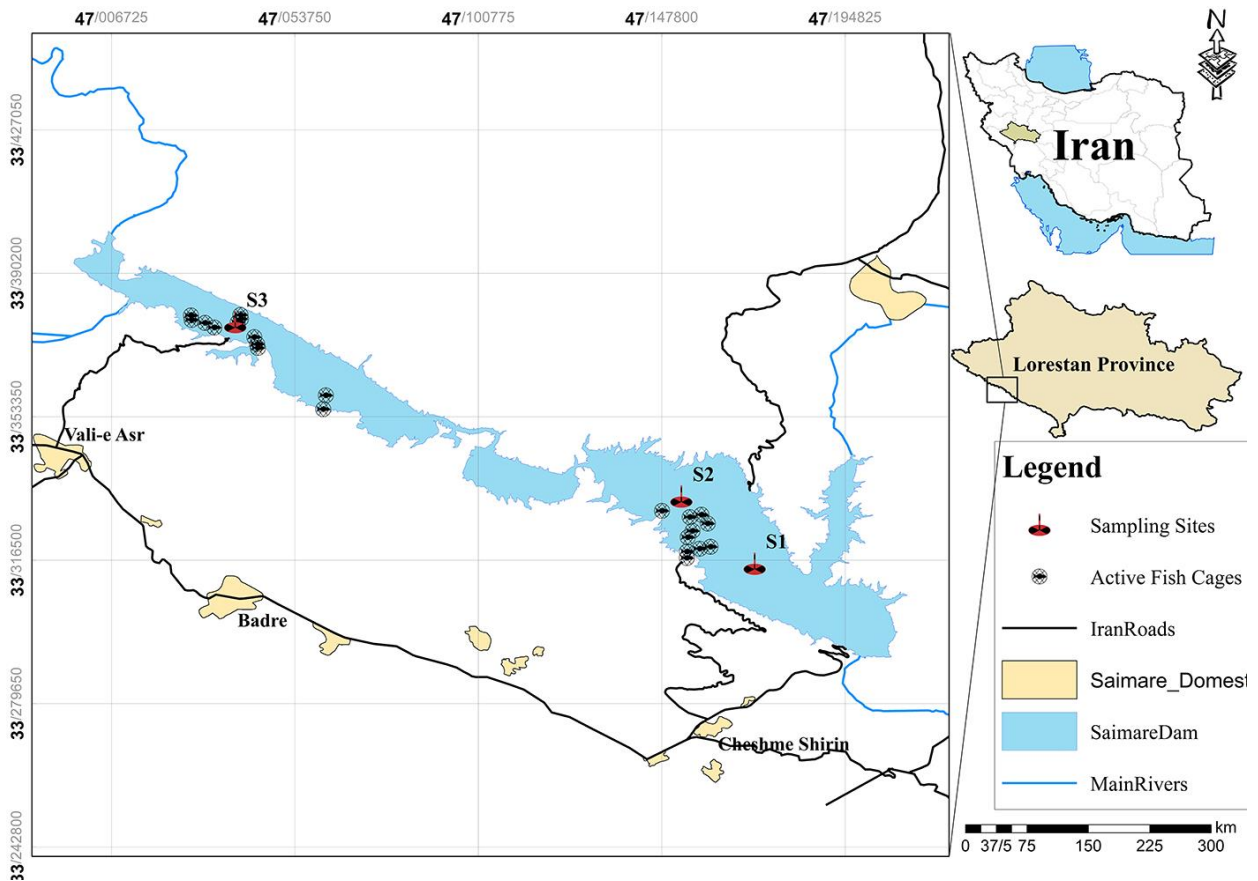 47/006725 47/053750 47/100775 47/147800 47/194825
33/427050
33/390200
33/353350
33/316500
33/279650
33/242800
S3
S2
S1
Vali-e Asr
Badre
Cheshme Shirin
N
Iran
Lorestan Province
Legend
Sampling Sites
Active Fish Cages
IranRoads
Saimare_Domest
SaimareDam
MainRivers
km
0 37/5 75 150 225 300